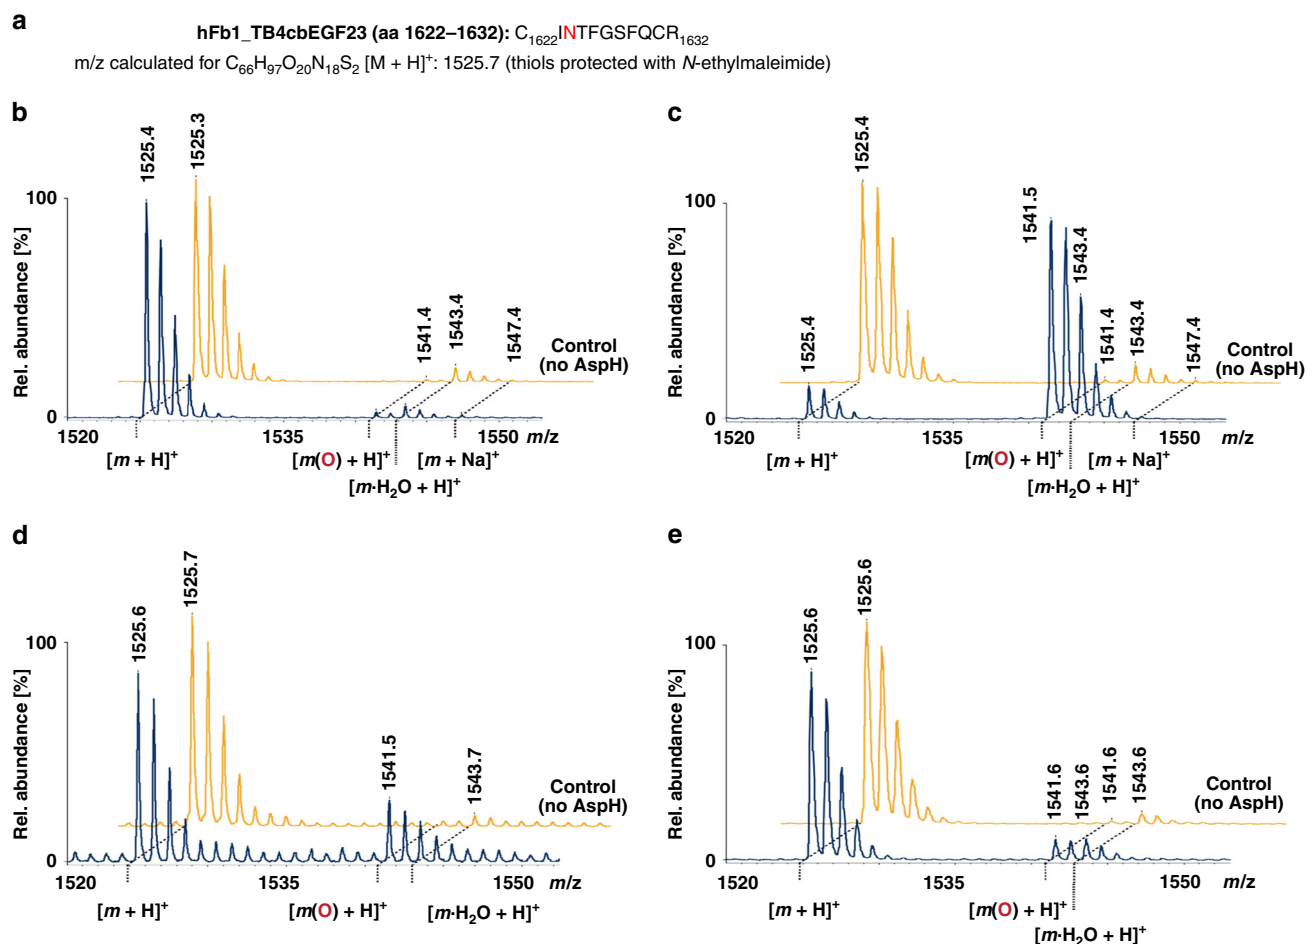 a
hFb1_TB4cbEGF23 (aa 1622–1632): C1622INTFGSFQCR1632
m/z calculated for C66H97O20N18S2 [M + H]+: 1525.7 (thiols protected with N-ethylmaleimide)
b
Rel. abundance [%]
100
0
1525.4
1525.3
1541.4
1543.4
1547.4
Control
(no AspH)
1520
1535
1550
m/z
[m + H]+
[m(O) + H]+
[m + Na]+
[m·H2O + H]+
c
Rel. abundance [%]
100
0
1525.4
1525.4
1541.5
1543.4
1541.4
1543.4
1547.4
Control
(no AspH)
1520
1535
1550
m/z
[m + H]+
[m(O) + H]+
[m + Na]+
[m·H2O + H]+
d
Rel. abundance [%]
100
0
1525.6
1525.7
1541.5
1543.7
Control
(no AspH)
1520
1535
1550
m/z
[m + H]+
[m(O) + H]+
[m·H2O + H]+
e
Rel. abundance [%]
100
0
1525.6
1525.6
1541.6
1543.6
1541.6
1543.6
Control
(no AspH)
1520
1535
1550
m/z
[m + H]+
[m(O) + H]+
[m·H2O + H]+